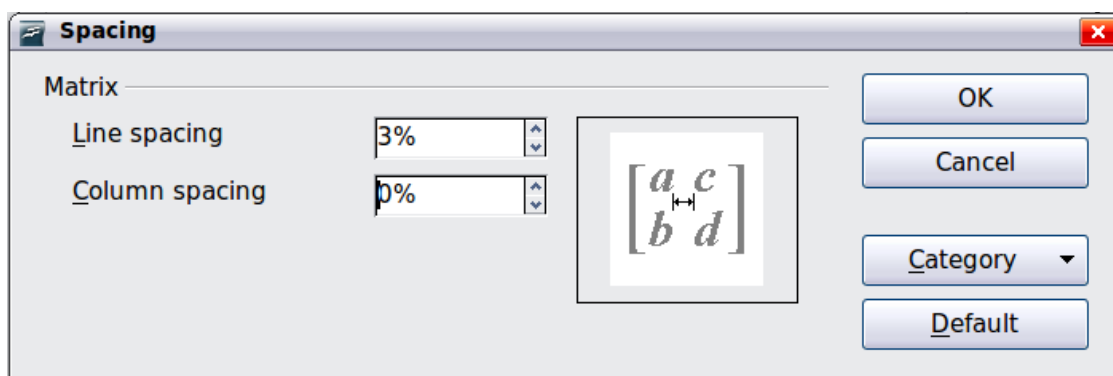 Spacing
Matrix
Line spacing 3%
Column spacing 0%
a c
b d
OK
Cancel
Category
Default